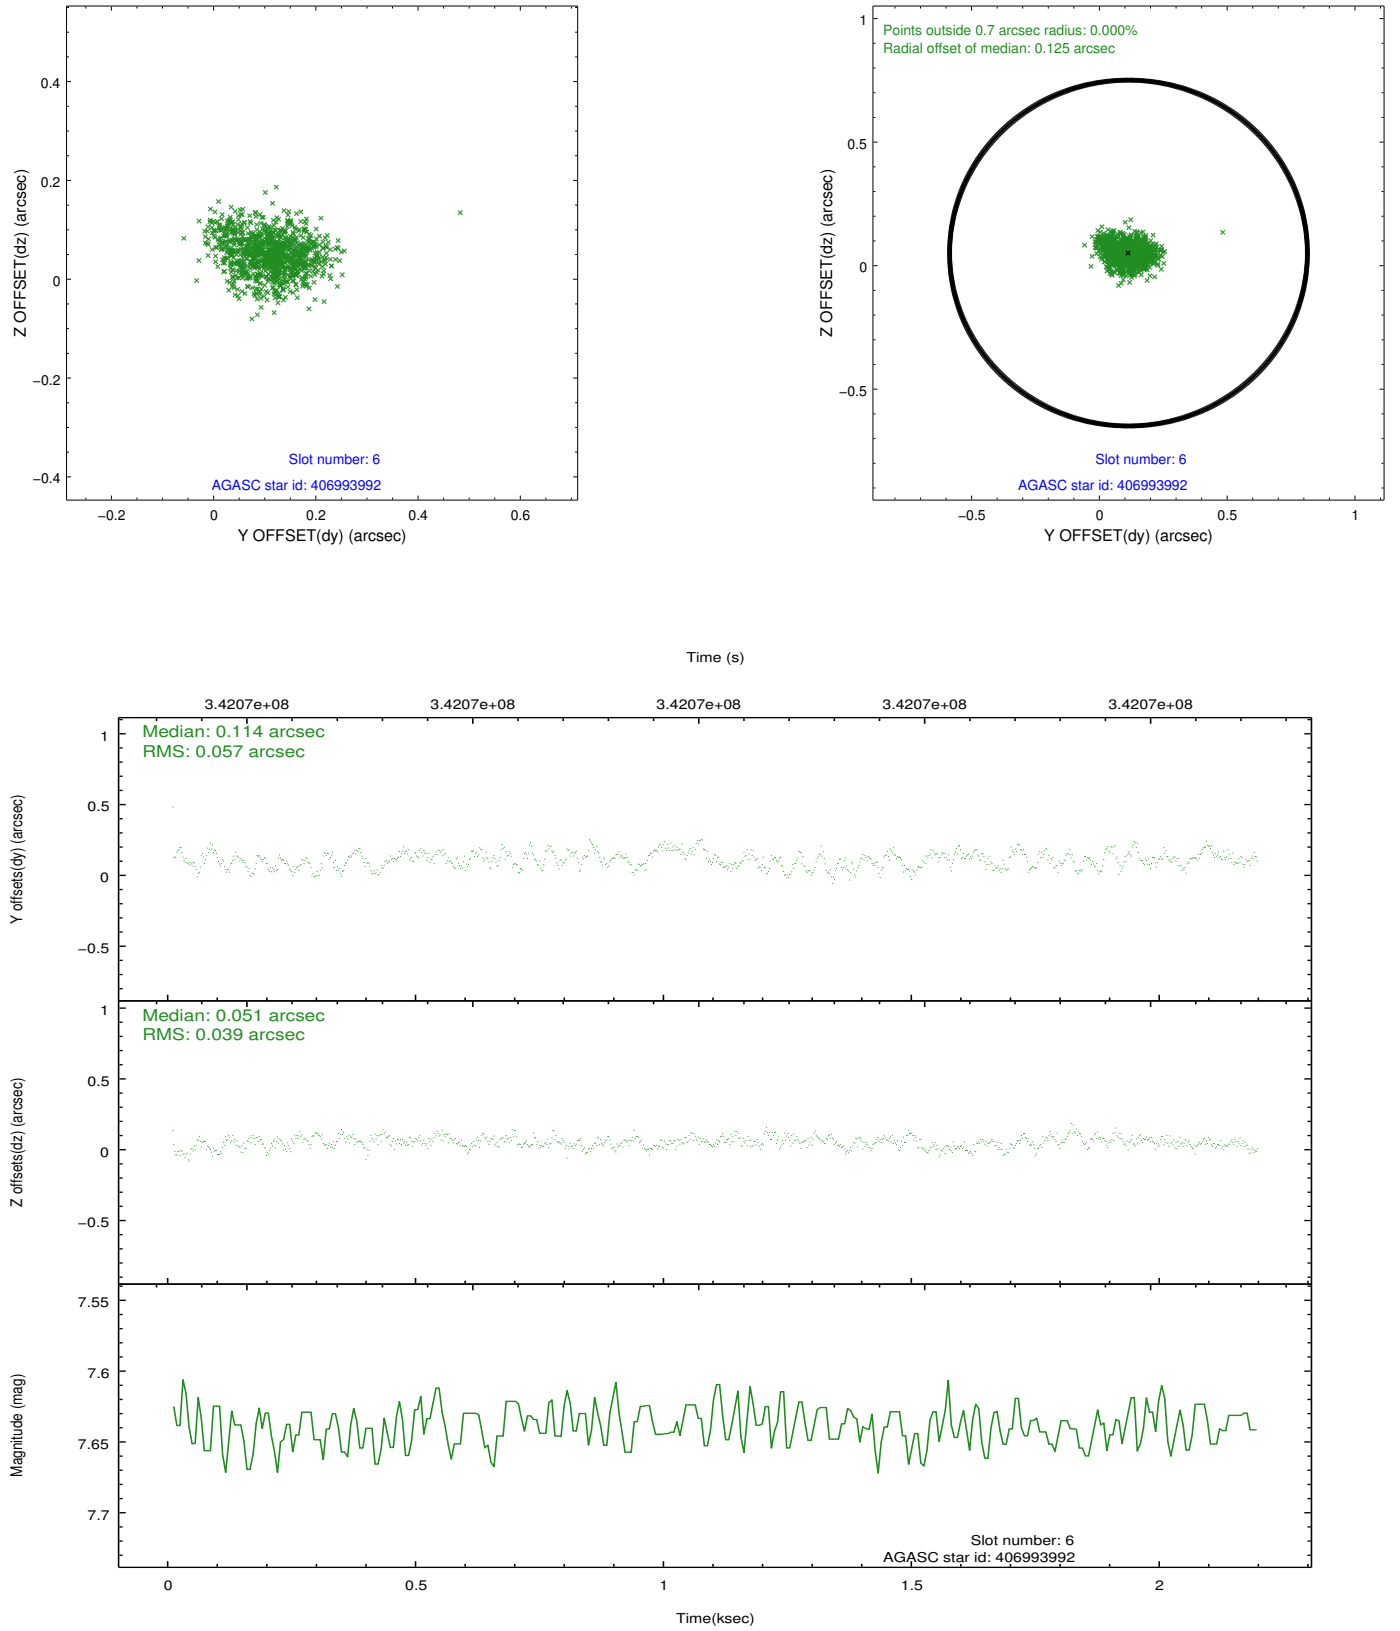 0.4
0.2
0
−0.2
−0.4
Z OFFSET(dz) (arcsec)
Slot number: 6
AGASC star id: 406993992
−0.2 0 0.2 0.4 0.6
Y OFFSET(dy) (arcsec)
Points outside 0.7 arcsec radius: 0.000%
Radial offset of median: 0.125 arcsec
1
0.5
0
−0.5
Z OFFSET(dz) (arcsec)
Slot number: 6
AGASC star id: 406993992
−0.5 0 0.5 1
Y OFFSET(dy) (arcsec)
Time (s)
3.4207e+08 3.4207e+08 3.4207e+08 3.4207e+08 3.4207e+08
Median: 0.114 arcsec
RMS: 0.057 arcsec
1
0.5
0
−0.5
Y offsets(dy) (arcsec)
Median: 0.051 arcsec
RMS: 0.039 arcsec
1
0.5
0
−0.5
Z offsets(dz) (arcsec)
7.55
7.6
7.65
7.7
Magnitude (mag)
Slot number: 6
AGASC star id: 406993992
0 0.5 1 1.5 2
Time(ksec)